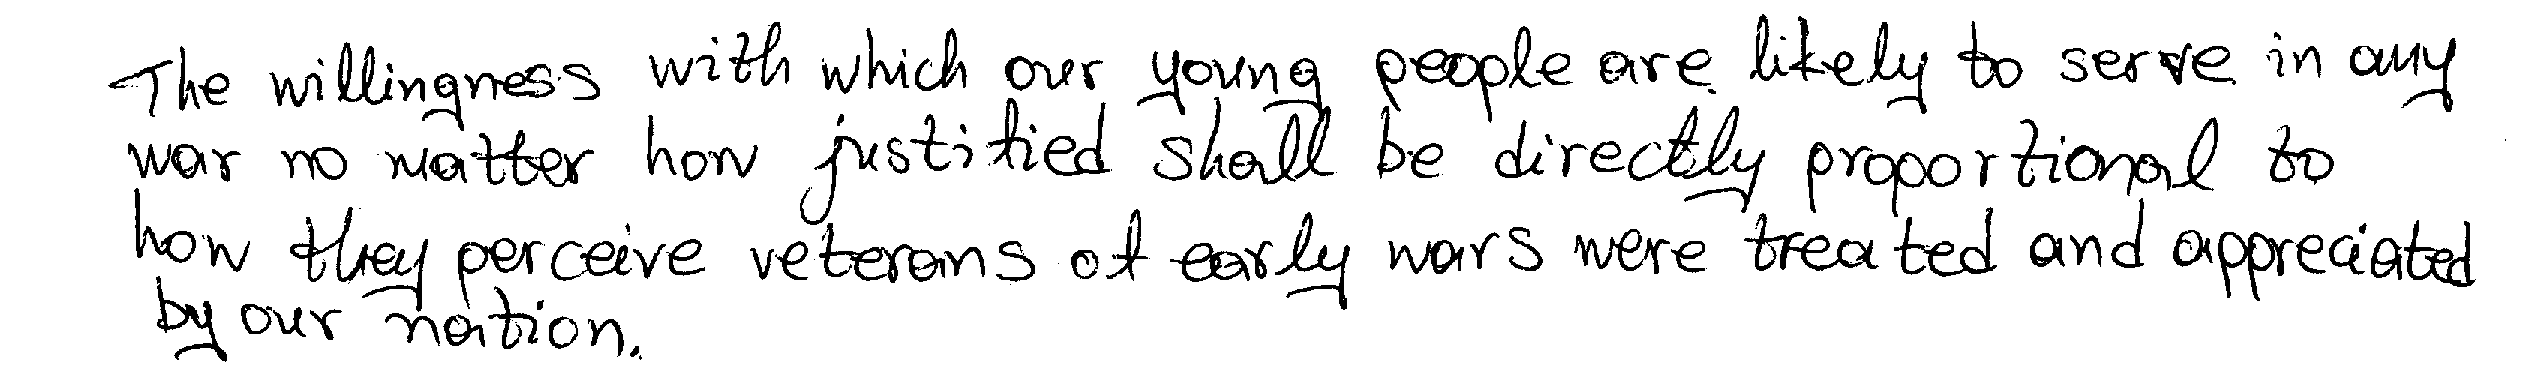 The willingness with which our young people are likely to serve in any
war no matter how justified shall be directly proportional to
how they perceive veterans of early wars were treated and appreciated
by our nation.